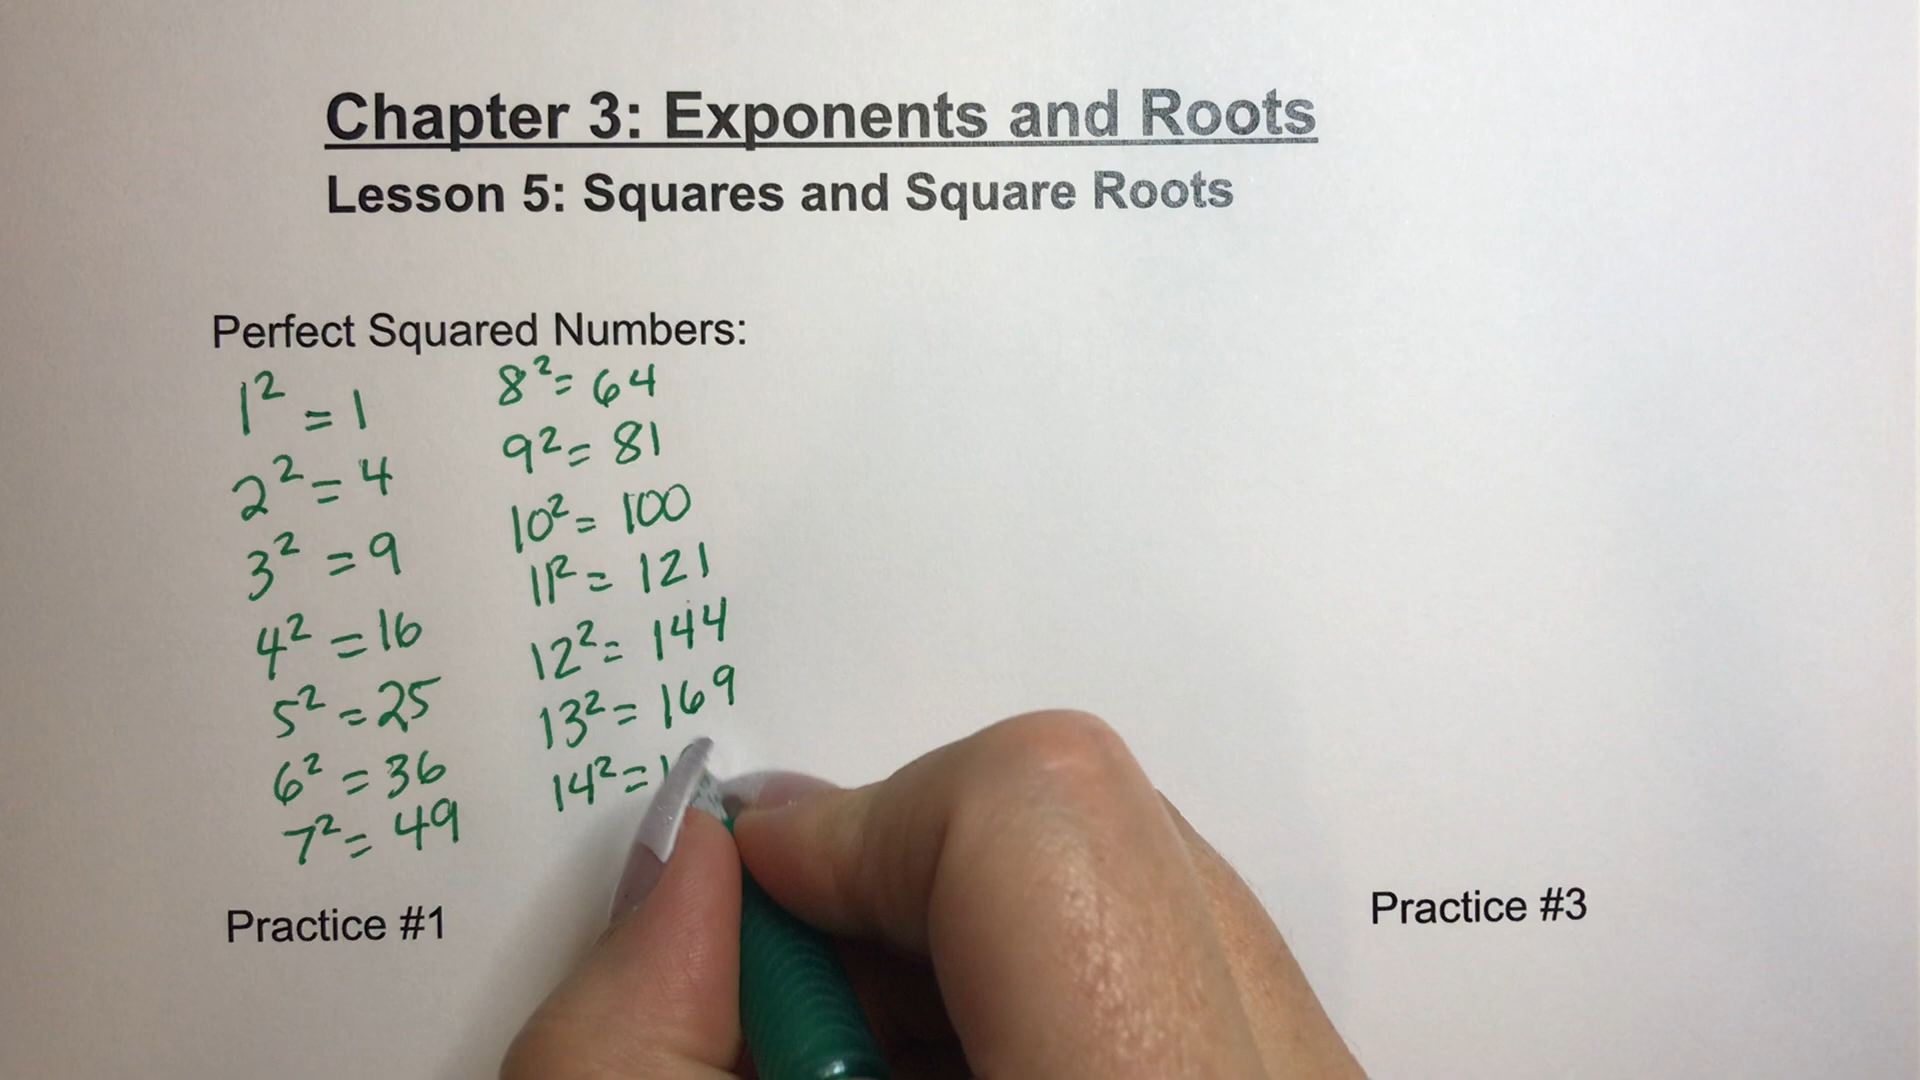 Chapter 3: Exponents and Roots
Lesson 5: Squares and Square Roots
Perfect Squared Numbers:
1² = 1
2² = 4
3² = 9
4² = 16
5² = 25
6² = 36
7² = 49
8² = 64
9² = 81
10² = 100
11² = 121
12² = 144
13² = 169
14² = 1
Practice #1
Practice #3